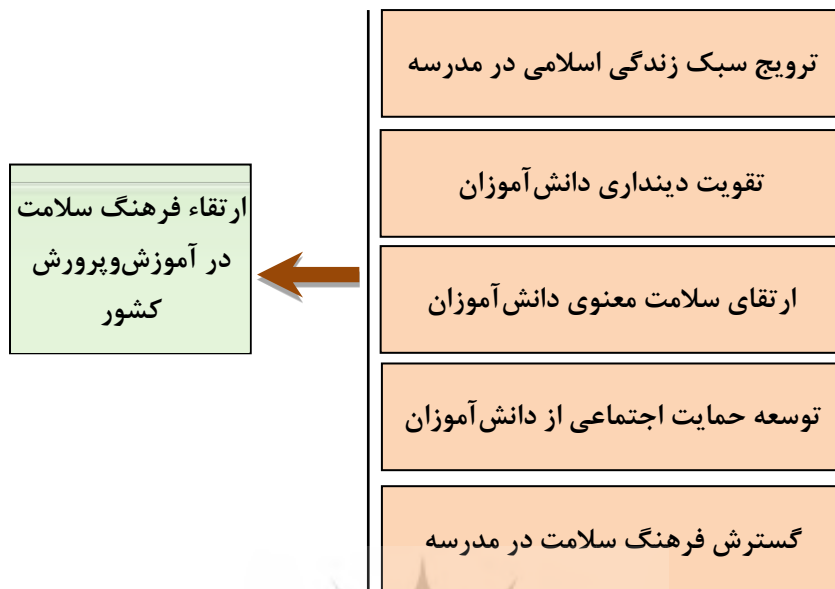 ترویج سبک زندگی اسلامی در مدرسه
تقویت دینداری دانش‌آموزان
ارتقای سلامت معنوی دانش‌آموزان
توسعه حمایت اجتماعی از دانش‌آموزان
گسترش فرهنگ سلامت در مدرسه
ارتقاء فرهنگ سلامت
در آموزش‌وپرورش
کشور